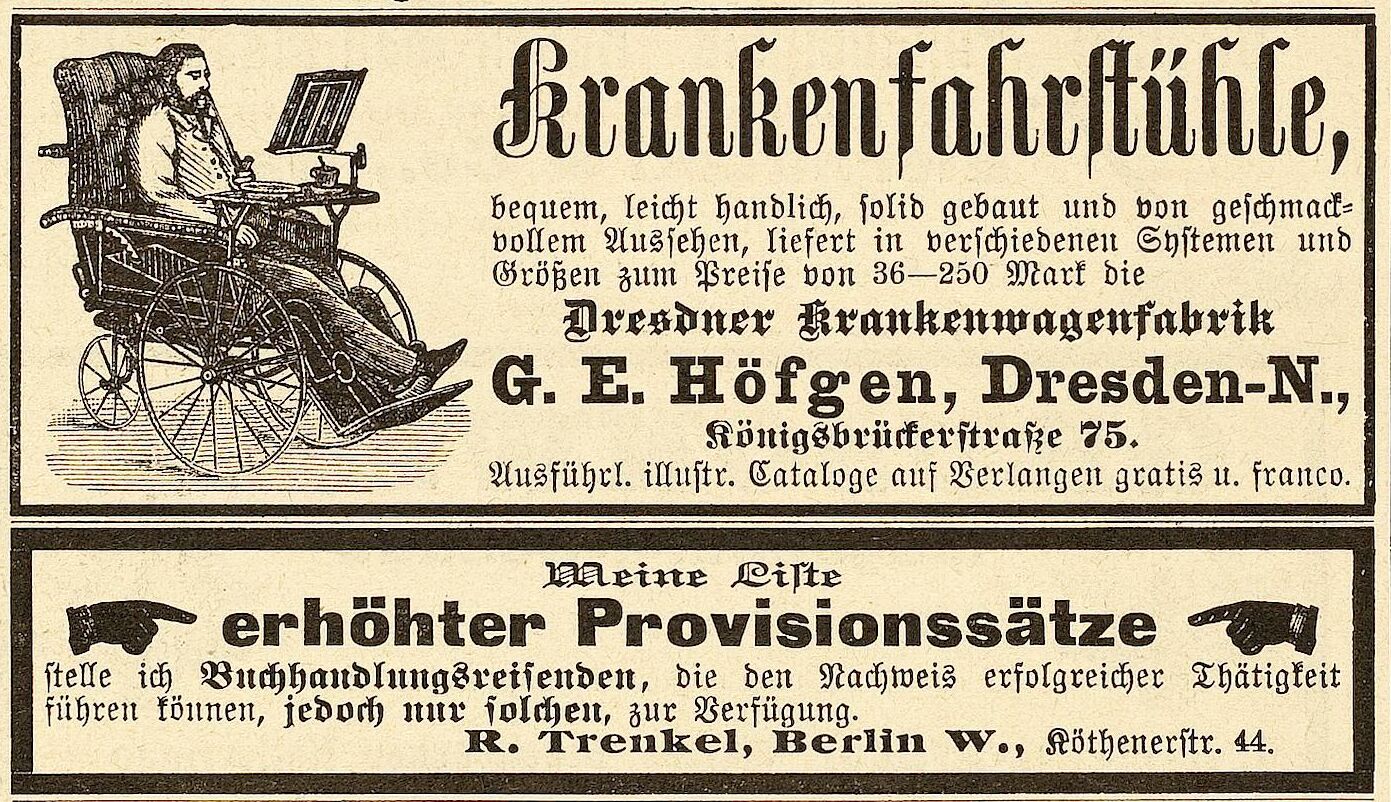 Krankenfahrstühle,
bequem, leicht handlich, solid gebaut und von geschmack-
vollem Aussehen, liefert in verschiedenen Systemen und
Größen zum Preise von 36—250 Mark die
Dresdner Krankenwagenfabrik
G. E. Höfgen, Dresden-N.,
Königsbrückerstraße 75.
Ausführl. illustr. Cataloge auf Verlangen gratis u. franco.
Meine Liste
erhöhter Provisionssätze
stelle ich Buchhandlungsreisenden, die den Nachweis erfolgreicher Thätigkeit
führen können, jedoch nur solchen, zur Verfügung.
R. Trenkel, Berlin W., Köthenerstr. 44.